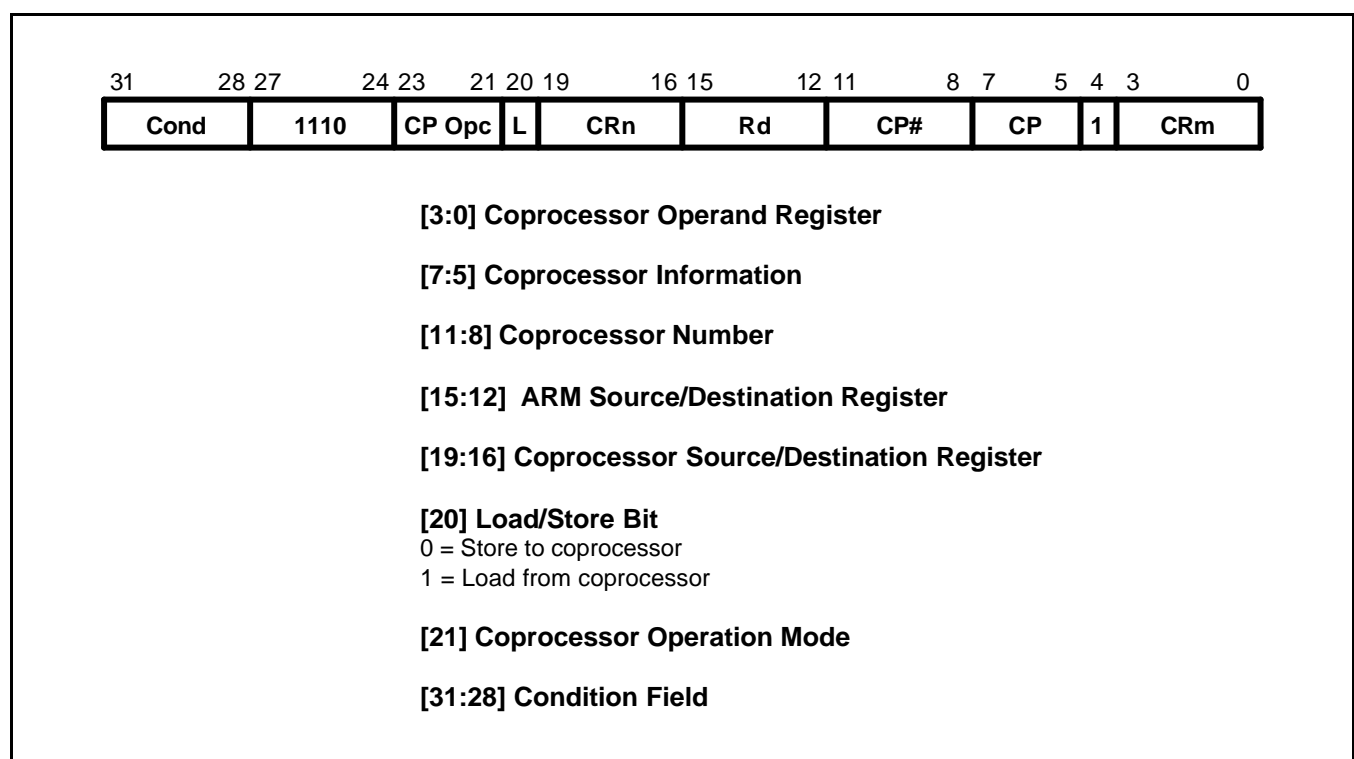 31 28 27 24 23 21 20 19 16 15 12 11 8 7 5 4 3 0
Cond 1110 CP Opc L CRn Rd CP# CP 1 CRm
[3:0] Coprocessor Operand Register
[7:5] Coprocessor Information
[11:8] Coprocessor Number
[15:12] ARM Source/Destination Register
[19:16] Coprocessor Source/Destination Register
[20] Load/Store Bit
0 = Store to coprocessor
1 = Load from coprocessor
[21] Coprocessor Operation Mode
[31:28] Condition Field